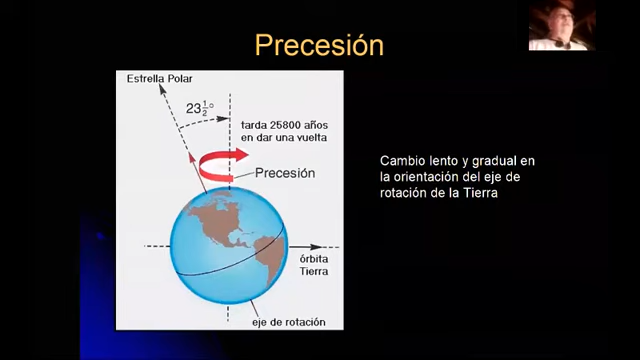 Precesión
Estrella Polar
23½°
tarda 25800 años
en dar una vuelta
Precesión
órbita
Tierra
eje de rotación
Cambio lento y gradual en
la orientación del eje de
rotación de la Tierra